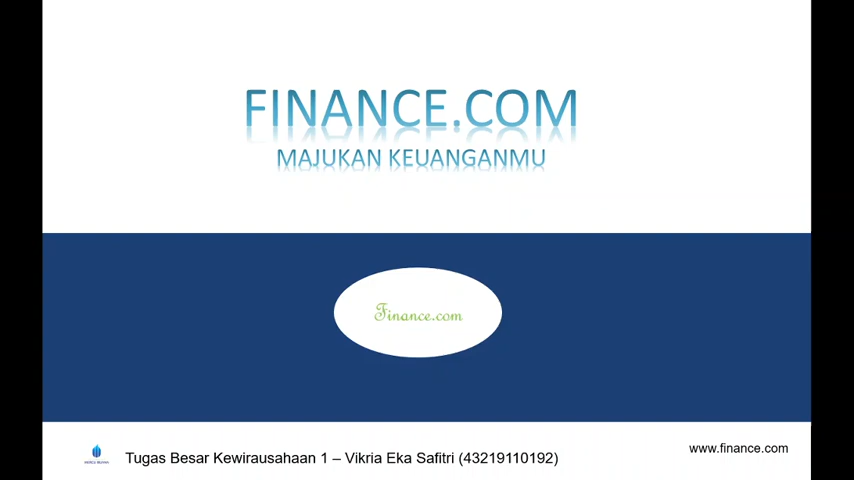 FINANCE.COM
MAJUKAN KEUANGANMU
Finance.com
Tugas Besar Kewirausahaan 1 – Vikria Eka Safitri (43219110192)
www.finance.com